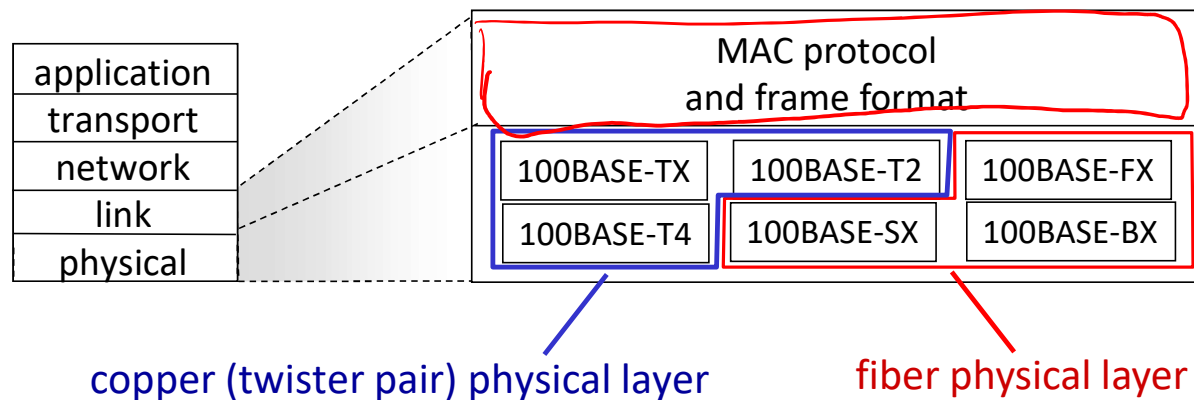 application
transport
network
link
physical
MAC protocol
and frame format
100BASE-TX
100BASE-T2
100BASE-FX
100BASE-T4
100BASE-SX
100BASE-BX
copper (twister pair) physical layer
fiber physical layer